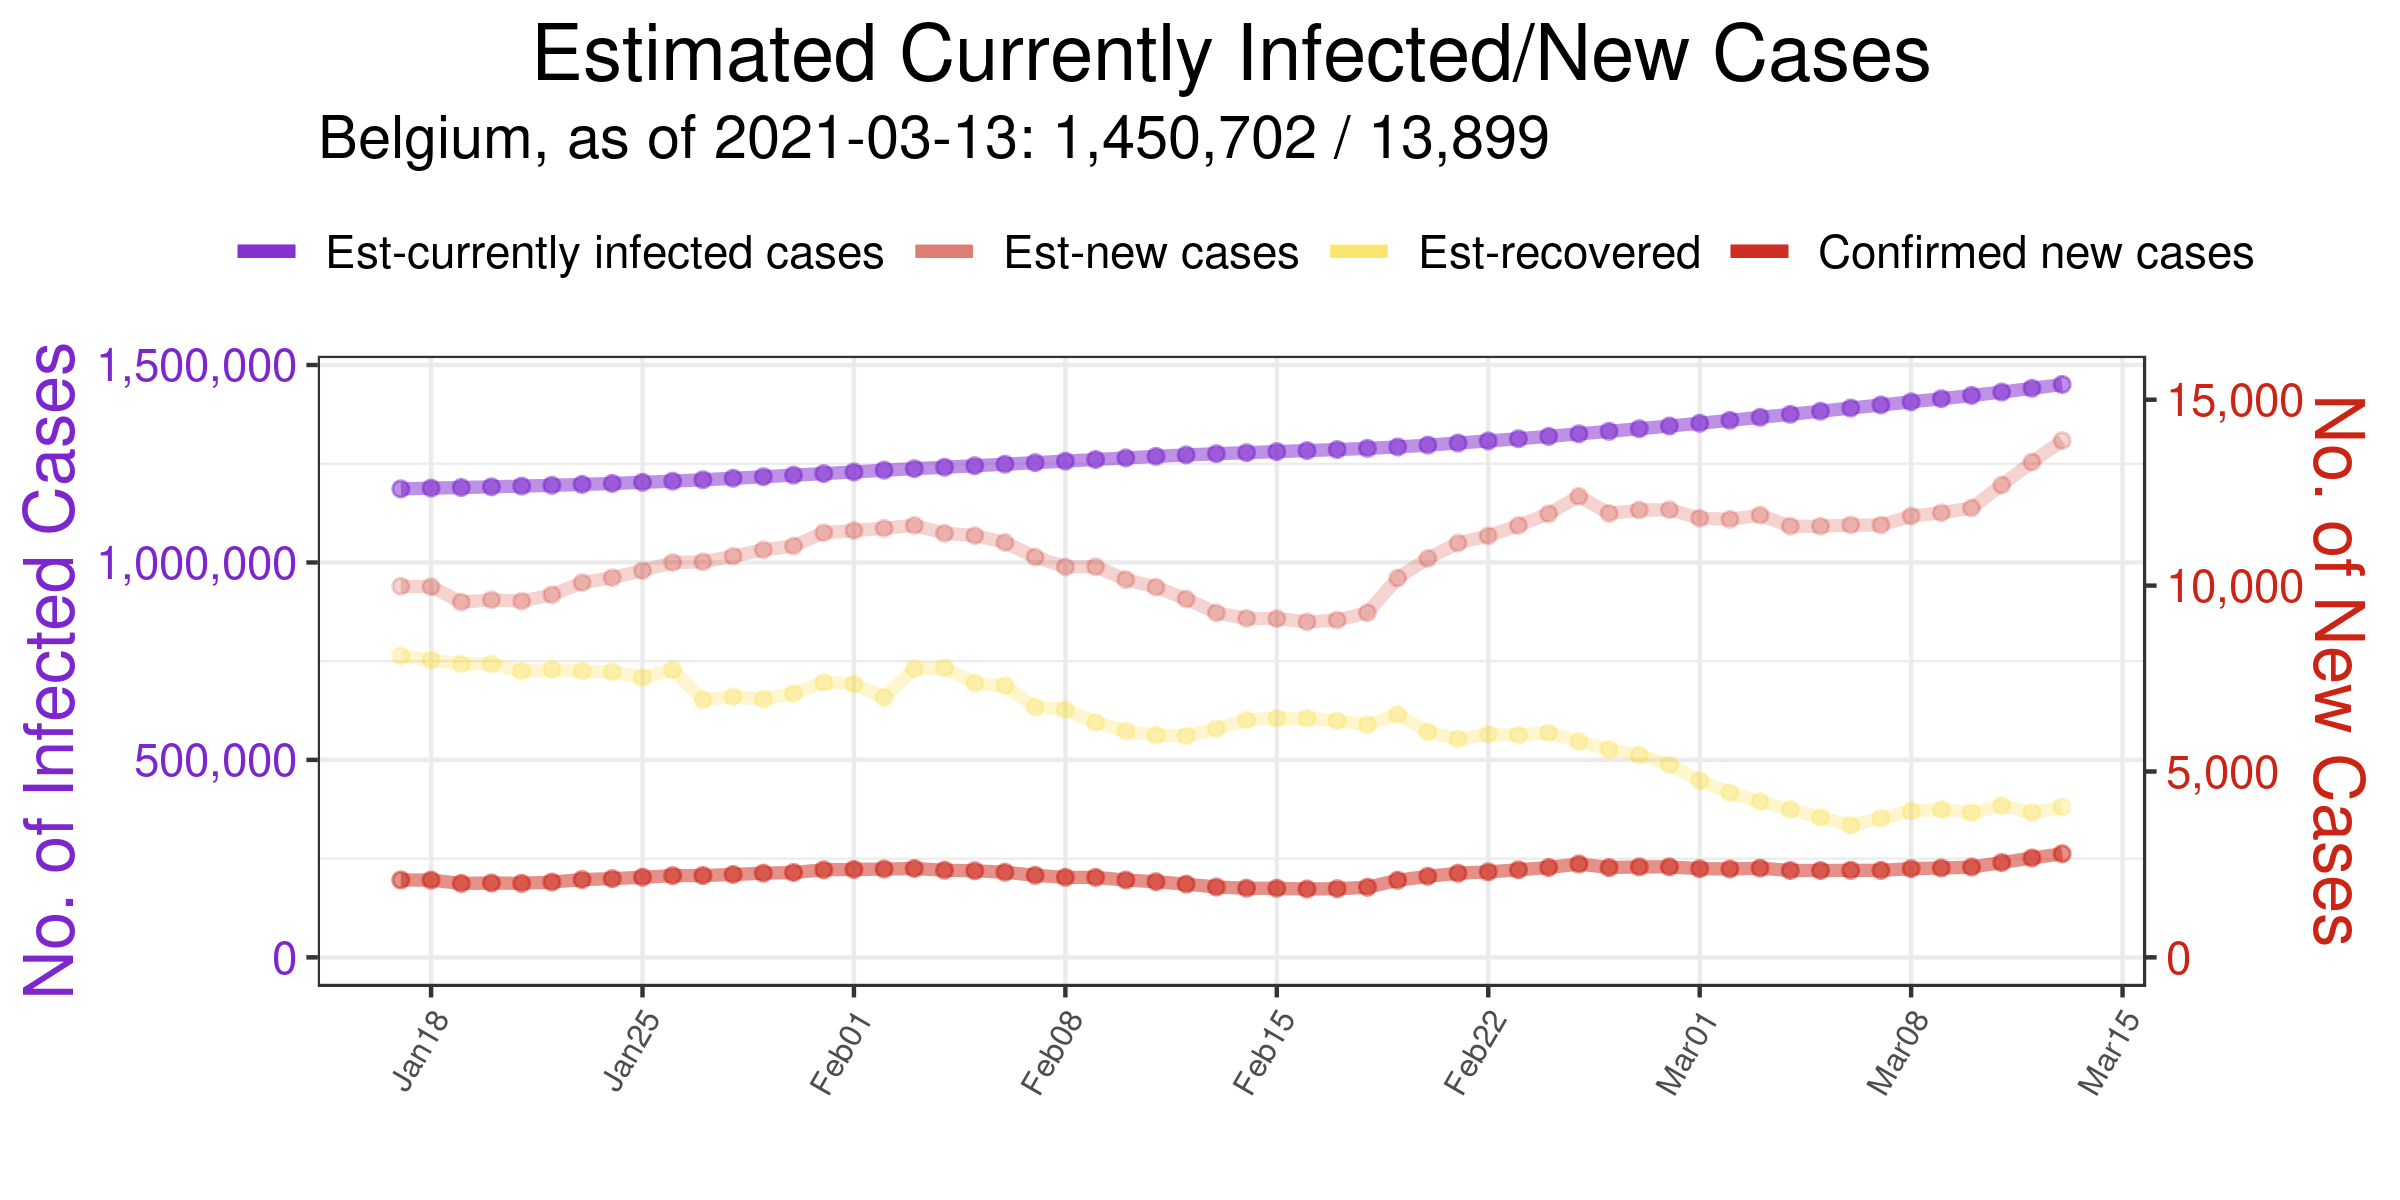 Estimated Currently Infected/New Cases
Belgium, as of 2021-03-13: 1,450,702 / 13,899
Est-currently infected cases Est-new cases Est-recovered Confirmed new cases
No. of Infected Cases
1,500,000
1,000,000
500,000
0
15,000
10,000
5,000
0
No. of New Cases
Jan18 Jan25 Feb01 Feb08 Feb15 Feb22 Mar01 Mar08 Mar15